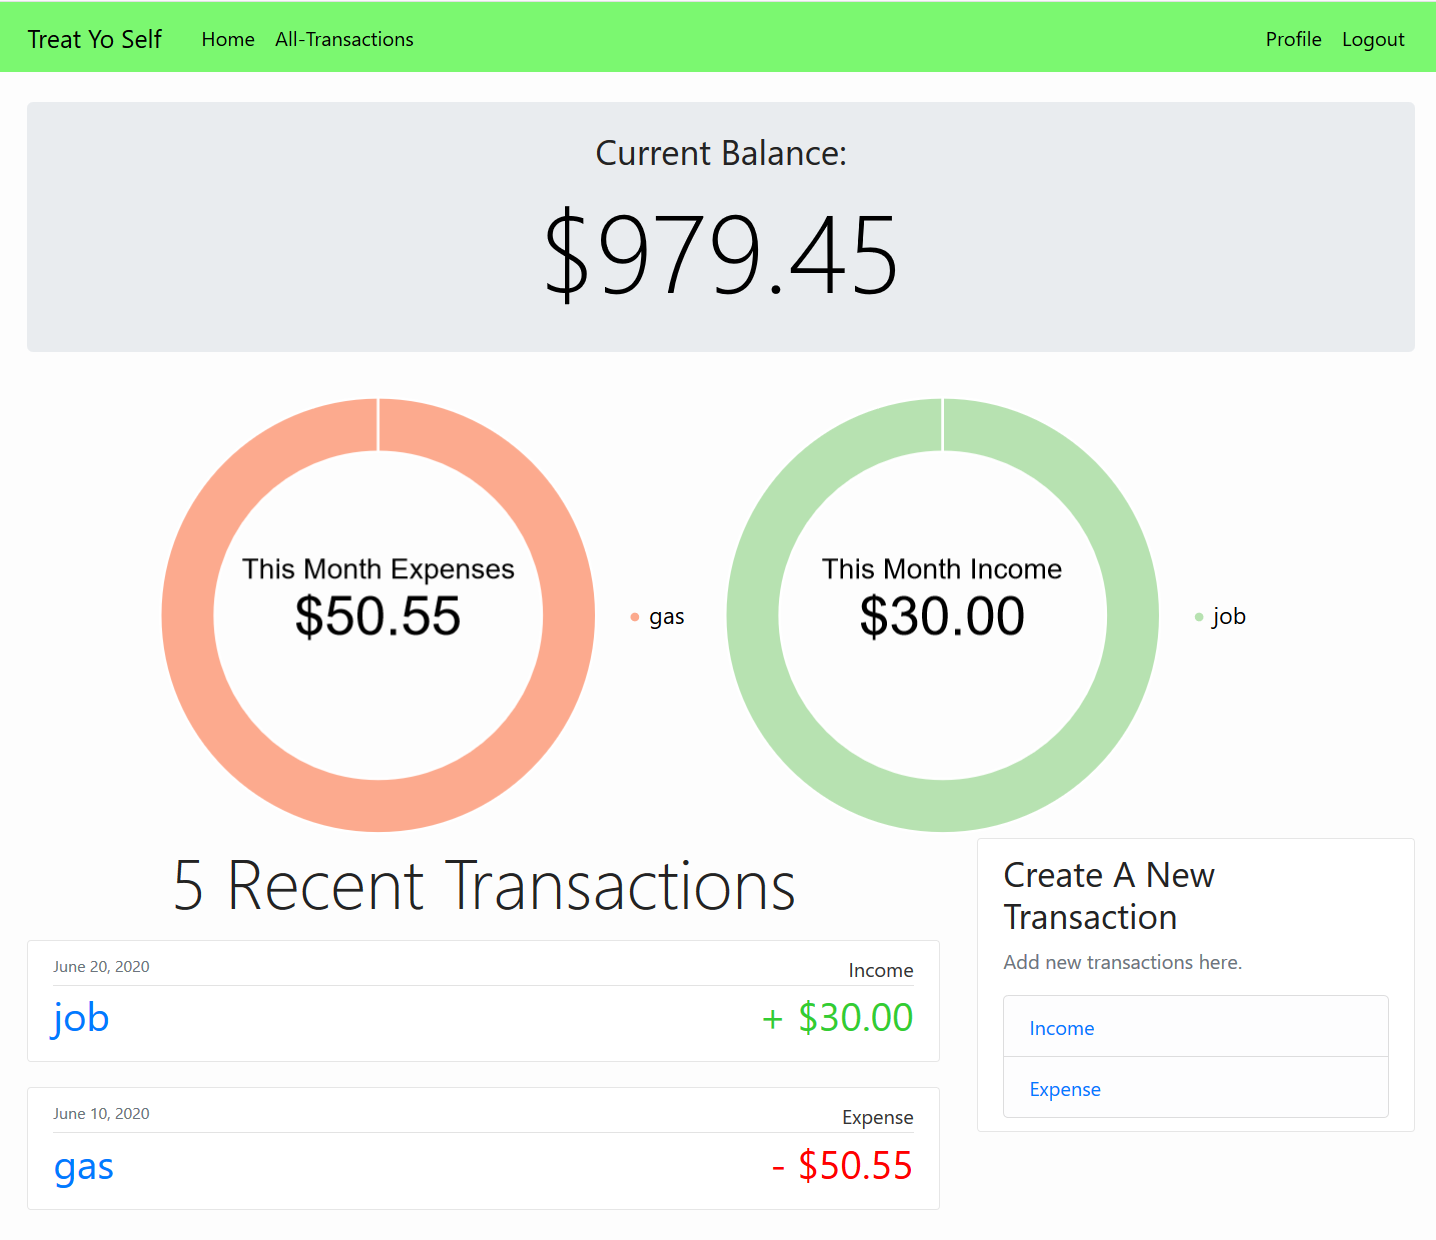 Treat Yo Self Home All-Transactions Profile Logout
Current Balance:
$979.45
This Month Expenses
$50.55
gas
This Month Income
$30.00
job
5 Recent Transactions
June 20, 2020 Income
job + $30.00
June 10, 2020 Expense
gas - $50.55
Create A New
Transaction
Add new transactions here.
Income
Expense